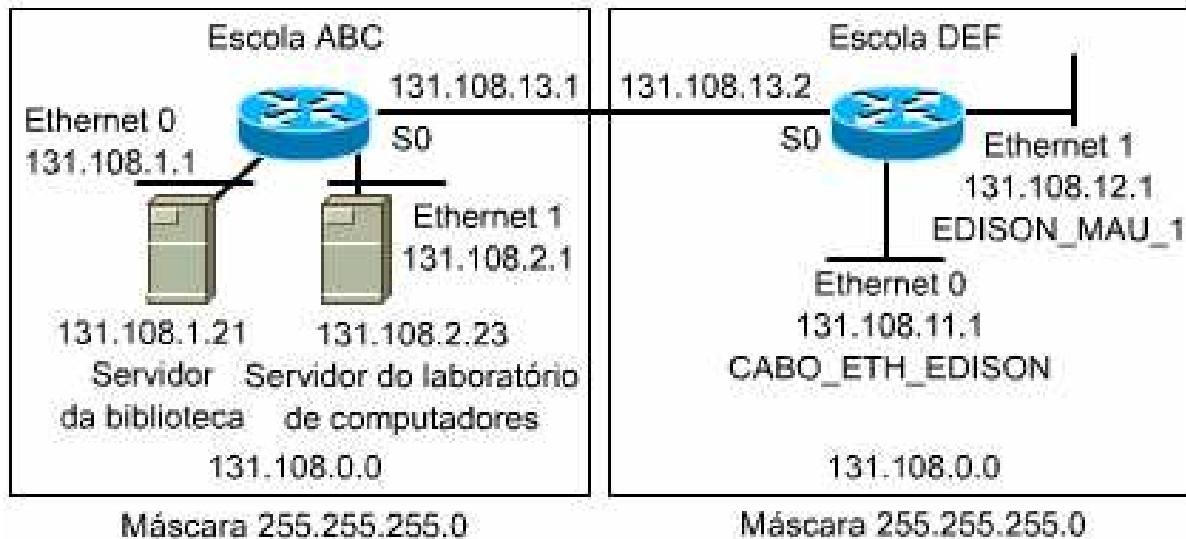 Escola ABC
131.108.13.1
Ethernet 0
131.108.1.1
S0
Ethernet 1
131.108.2.1
131.108.1.21
Servidor
da biblioteca
131.108.2.23
Servidor do laboratório
de computadores
131.108.0.0
Máscara 255.255.255.0
Escola DEF
131.108.13.2
S0
Ethernet 1
131.108.12.1
EDISON_MAU_1
Ethernet 0
131.108.11.1
CABO_ETH_EDISON
131.108.0.0
Máscara 255.255.255.0